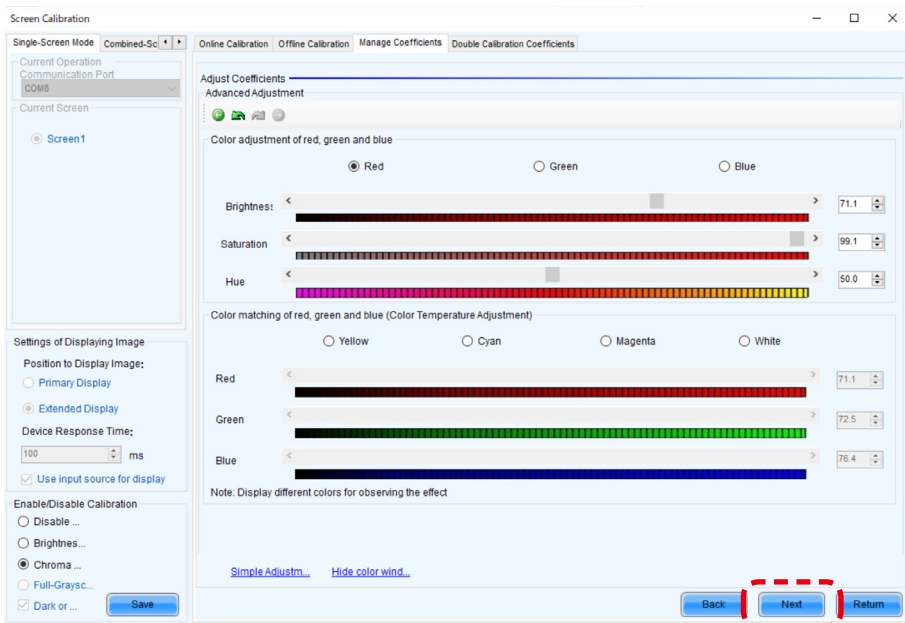 Screen Calibration
Single-Screen Mode Combined-Sc
Current Operation
Communication Port
COM8
Current Screen
Screen1
Settings of Displaying Image
Position to Display Image:
Primary Display
Extended Display
Device Response Time:
100 ms
Use input source for display
Enable/Disable Calibration
Disable ...
Brightnes...
Chroma ...
Full-Graysc...
Dark or ... Save
Online Calibration Offline Calibration Manage Coefficients Double Calibration Coefficients
Adjust Coefficients
Advanced Adjustment
Color adjustment of red, green and blue
Red Green Blue
Brightness 71.1
Saturation 99.1
Hue 50.0
Color matching of red, green and blue (Color Temperature Adjustment)
Yellow Cyan Magenta White
Red 71.1
Green 72.5
Blue 76.4
Note: Display different colors for observing the effect
Simple Adjustm... Hide color wind...
Back Next Return